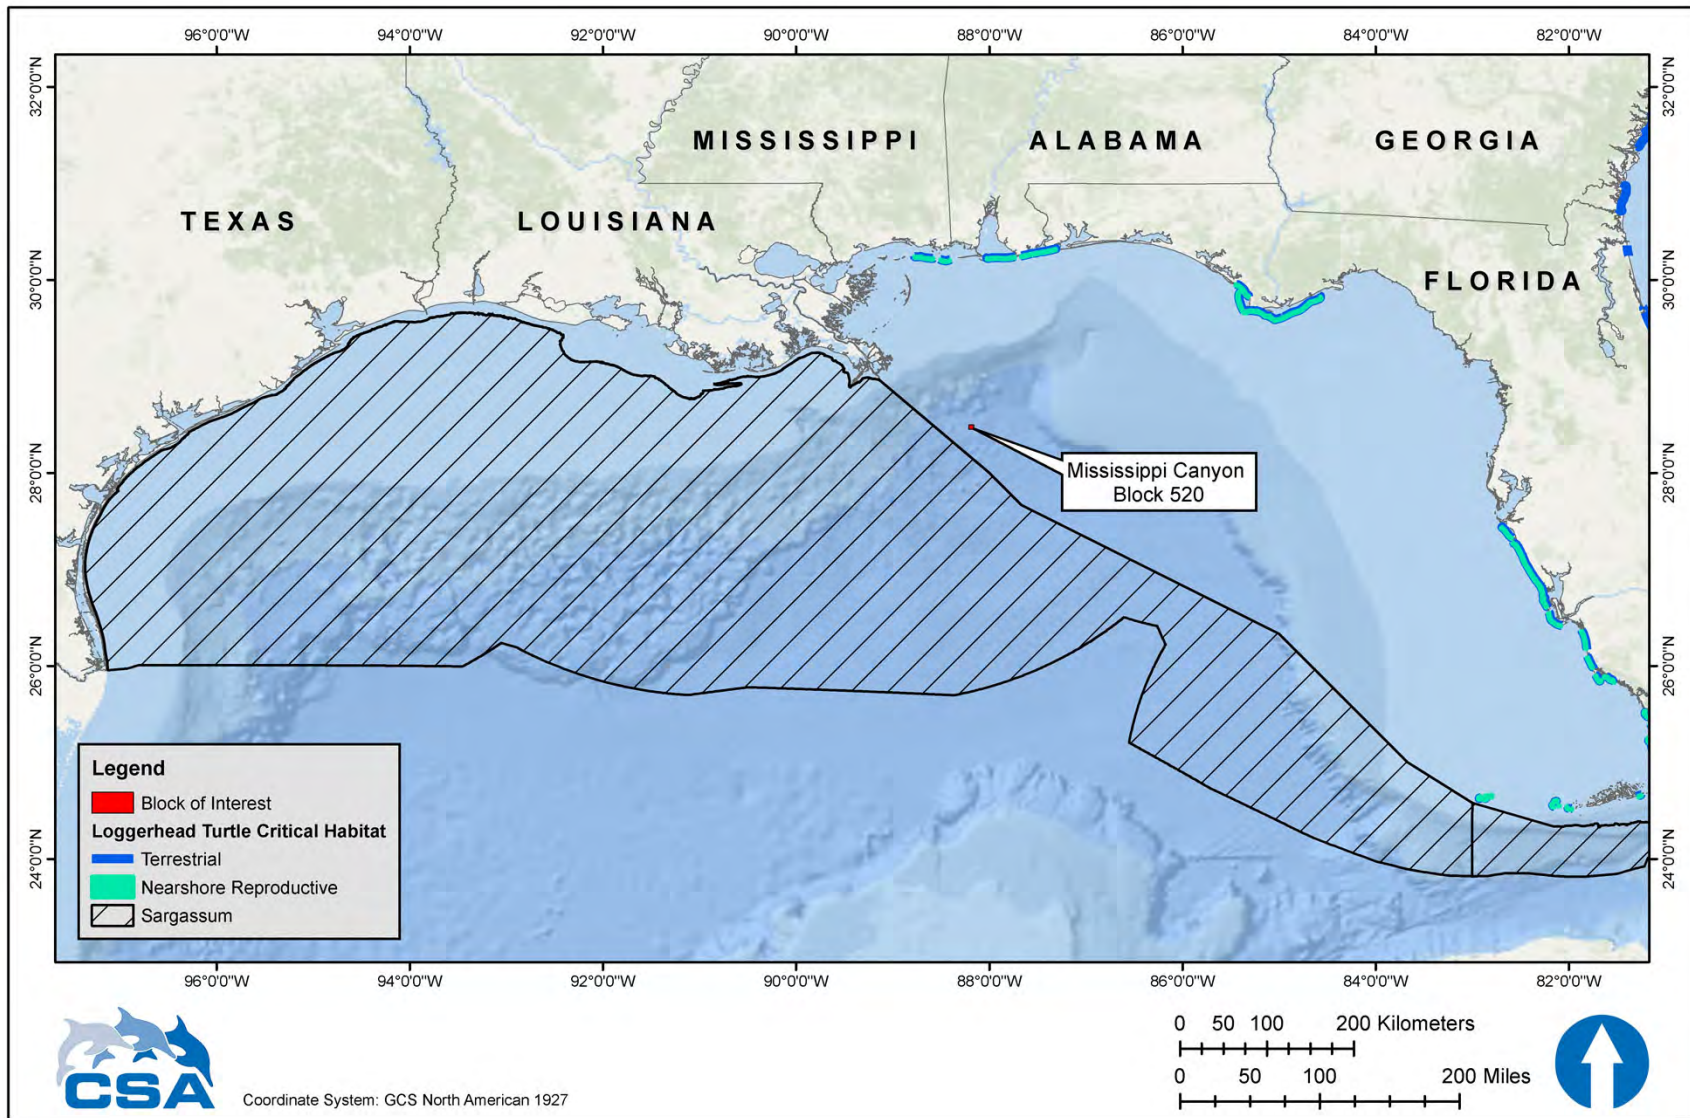 96°0'0"W 94°0'0"W 92°0'0"W 90°0'0"W 88°0'0"W 86°0'0"W 84°0'0"W 82°0'0"W
32°0'0"N 32°0'0"N
MISSISSIPPI ALABAMA GEORGIA
TEXAS LOUISIANA
FLORIDA
30°0'0"N 30°0'0"N
28°0'0"N 28°0'0"N
Mississippi Canyon
Block 520
26°0'0"N 26°0'0"N
24°0'0"N 24°0'0"N
Legend
Block of Interest
Loggerhead Turtle Critical Habitat
Terrestrial
Nearshore Reproductive
Sargassum
96°0'0"W 94°0'0"W 92°0'0"W 90°0'0"W 88°0'0"W 86°0'0"W 84°0'0"W 82°0'0"W
CSA
Coordinate System: GCS North American 1927
0 50 100 200 Kilometers
0 50 100 200 Miles